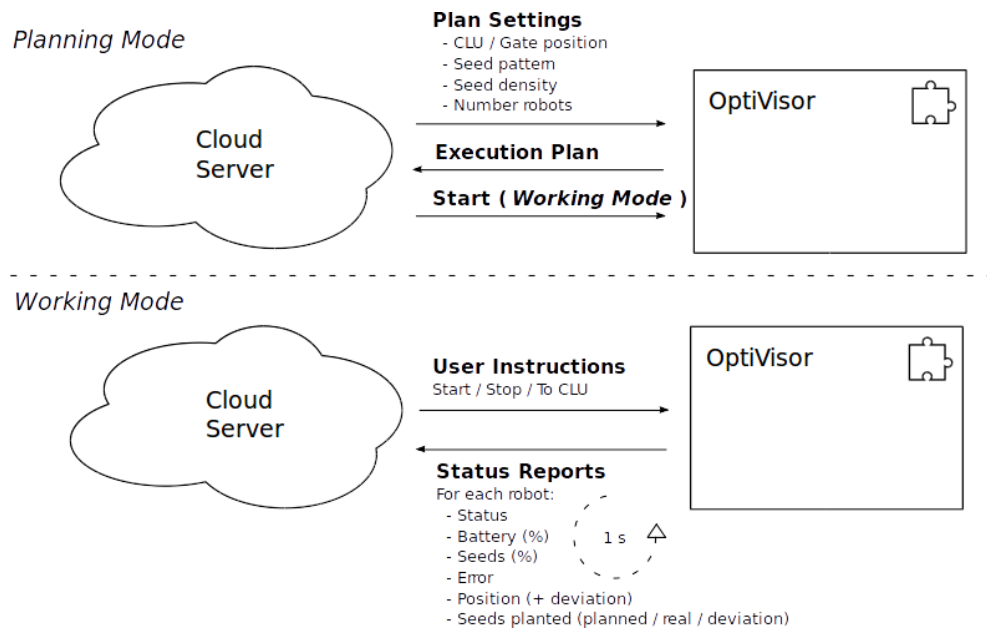 Planning Mode
Plan Settings
- CLU / Gate position
- Seed pattern
- Seed density
- Number robots
Cloud
Server
Execution Plan
Start ( Working Mode )
OptiVisor
Working Mode
Cloud
Server
User Instructions
Start / Stop / To CLU
OptiVisor
Status Reports
For each robot:
- Status
- Battery (%)
- Seeds (%)
- Error
- Position (+ deviation)
- Seeds planted (planned / real / deviation)
1 s